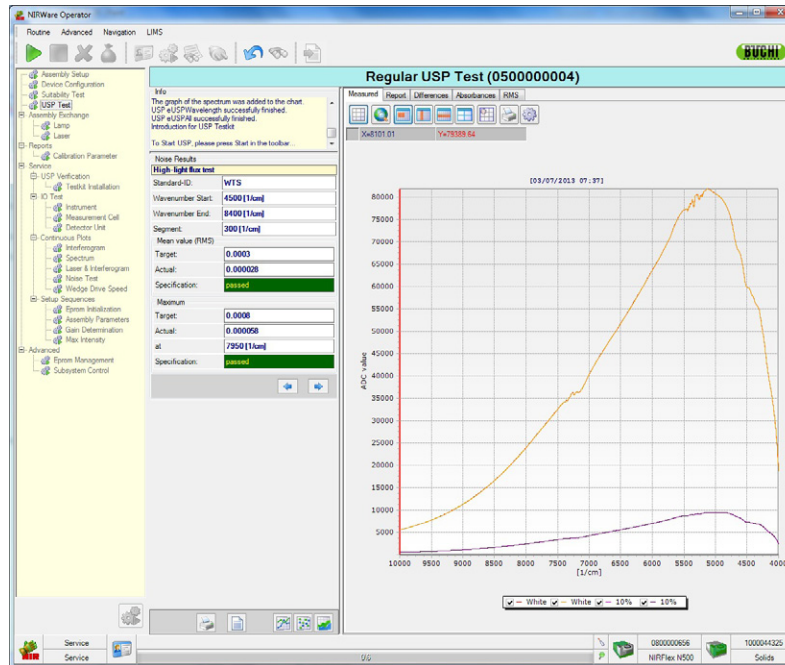 NIRWare Operator
Routine Advanced Navigation LIMS
BUCHI
Assembly Setup
Device Configuration
Suitability Test
USP Test
Assembly Exchange
Lamp
Laser
Reports
Calibration Parameter
Service
USP Verification
Testkit Installation
IO Test
Instrument
Measurement Cell
Detector Unit
Continuous Plots
Interferogram
Spectrum
Laser & Interferogram
Noise Test
Wedge Drive Speed
Setup Sequences
Eprom Initialization
Assembly Parameters
Gain Determination
Max Intensity
Advanced
Eprom Management
Subsystem Control
Regular USP Test (0500000004)
Info
The graph of the spectrum was added to the chart.
USP eUSPWavelength successfully finished.
USP eUSPAll successfully finished.
Introduction for USP Testkit
To Start USP, please press Start in the toolbar...
Noise Results
High-light flux test
Standard-ID: WTS
Wavenumber Start: 4500 [1/cm]
Wavenumber End: 8400 [1/cm]
Segment: 300 [1/cm]
Mean value (RMS)
Target: 0.0003
Actual: 0.000028
Specification: passed
Maximum
Target: 0.0008
Actual: 0.000058
at 7950 [1/cm]
Specification: passed
Measured Report Differences Absorbances RMS
X=8101.01 Y=79389.64
[03/07/2013 07:37]
80000
75000
70000
65000
60000
55000
50000
45000
40000
35000
30000
25000
20000
15000
10000
5000
ADC value
10000 9500 9000 8500 8000 7500 7000 6500 6000 5500 5000 4500 4000
[1/cm]
White White 10% 10%
NIR
Service
Service
0%
0800000656
NIRFlex N500
1000044325
Solids